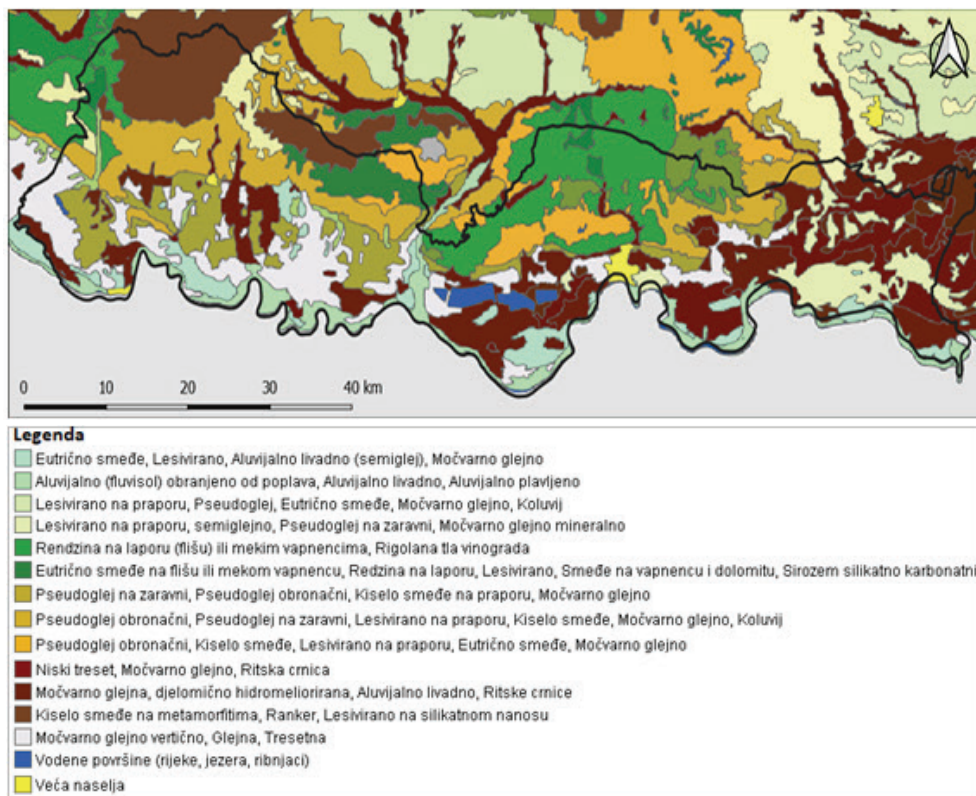 0 10 20 30 40 km
Legenda
Eutrično smeđe, Lesivirano, Aluvijalno livadno (semiglej), Močvarno glejno
Aluvijalno (fluvisol) obranjeno od poplava, Aluvijalno livadno, Aluvijalno plavljeno
Lesivirano na praporu, Pseudoglej, Eutrično smeđe, Močvarno glejno, Koluvij
Lesivirano na praporu, semiglejno, Pseudoglej na zaravni, Močvarno glejno mineralno
Rendzina na laporu (flišu) ili mekim vapnencima, Rigolana tla vinograda
Eutrično smeđe na flišu ili mekom vapnencu, Redzina na laporu, Lesivirano, Smeđe na vapnencu i dolomitu, Sirozem silikatno karbonatni
Pseudoglej na zaravni, Pseudoglej obronačni, Kiselo smeđe na praporu, Močvarno glejno
Pseudoglej obronačni, Pseudoglej na zaravni, Lesivirano na praporu, Kiselo smeđe, Močvarno glejno, Koluvij
Pseudoglej obronačni, Kiselo smeđe, Lesivirano na praporu, Eutrično smeđe, Močvarno glejno
Niski treset, Močvarno glejno, Ritska crnica
Močvarno glejna, djelomično hidromeliorirana, Aluvijalno livadno, Ritske crnice
Kiselo smeđe na metamorfitima, Ranker, Lesivirano na silikatnom nanosu
Močvarno glejno vertično, Glejna, Tresetna
Vodene površine (rijeke, jezera, ribnjaci)
Veća naselja